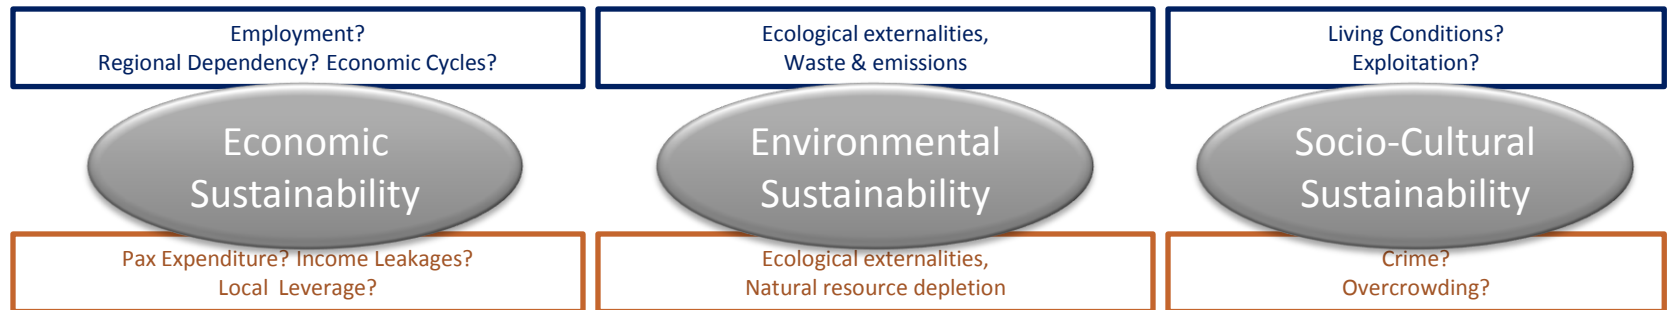 Employment?
Regional Dependency? Economic Cycles?
Ecological externalities,
Waste & emissions
Living Conditions?
Exploitation?
Economic
Sustainability
Environmental
Sustainability
Socio-Cultural
Sustainability
Pax Expenditure? Income Leakages?
Local Leverage?
Ecological externalities,
Natural resource depletion
Crime?
Overcrowding?